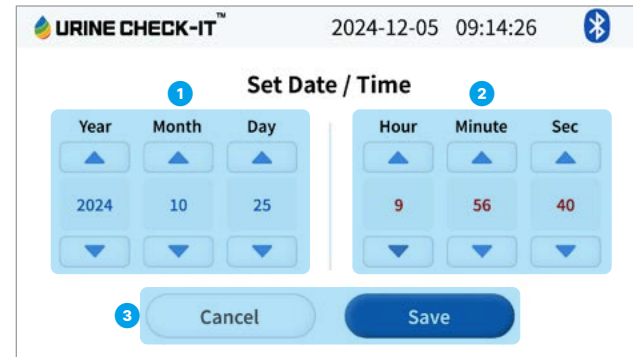 URINE CHECK-IT™ 2024-12-05 09:14:26
Set Date / Time
1 2
Year Month Day Hour Minute Sec
2024 10 25 9 56 40
3 Cancel Save